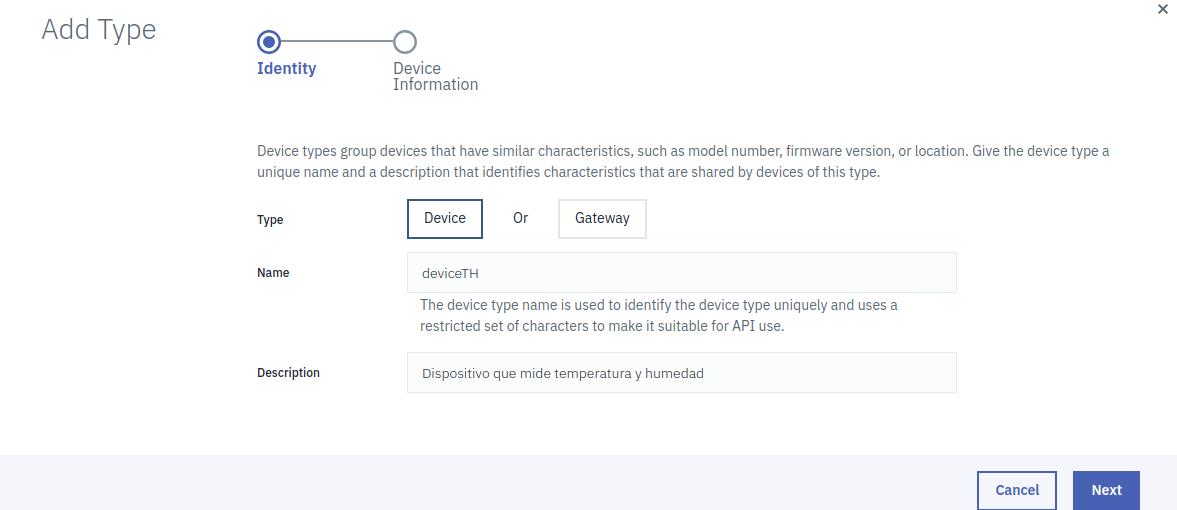 Add Type
×
Identity
Device
Information
Device types group devices that have similar characteristics, such as model number, firmware version, or location. Give the device type a
unique name and a description that identifies characteristics that are shared by devices of this type.
Type
Device
Or
Gateway
Name
deviceTH
The device type name is used to identify the device type uniquely and uses a
restricted set of characters to make it suitable for API use.
Description
Dispositivo que mide temperatura y humedad
Cancel
Next